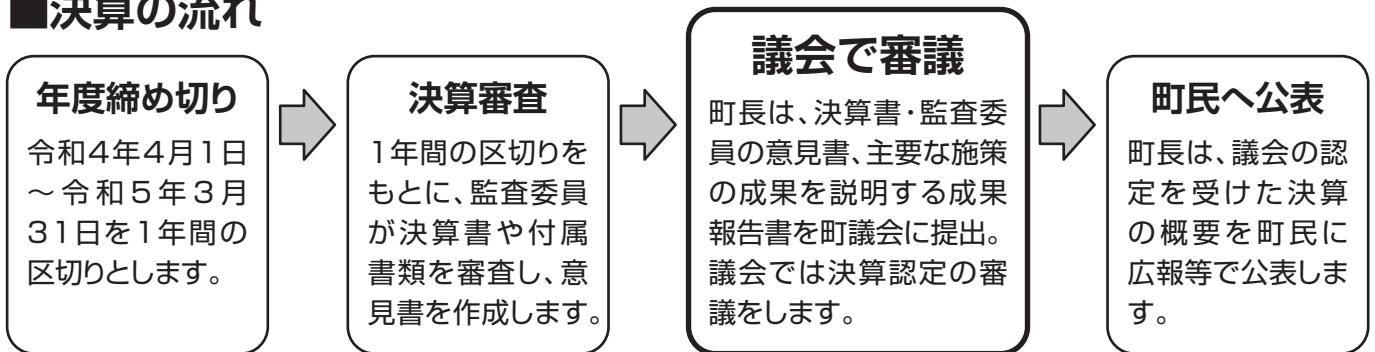 ■決算の流れ
年度締め切り
令和4年4月1日
～令和5年3月
31日を1年間の
区切りとします。
決算審査
1年間の区切りを
もとに、監査委員
が決算書や付属
書類を審査し、意
見書を作成します。
議会で審議
町長は、決算書・監査委
員の意見書、主要な施策
の成果を説明する成果
報告書を町議会に提出。
議会では決算認定の審
議をします。
町民へ公表
町長は、議会の認
定を受けた決算
の概要を町民に
広報等で公表しま
す。